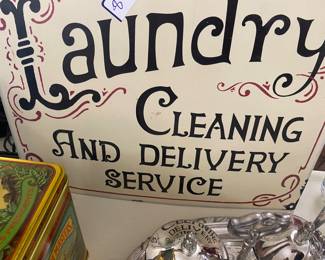 Laundry
CLEANING
AND DELIVERY
SERVICE